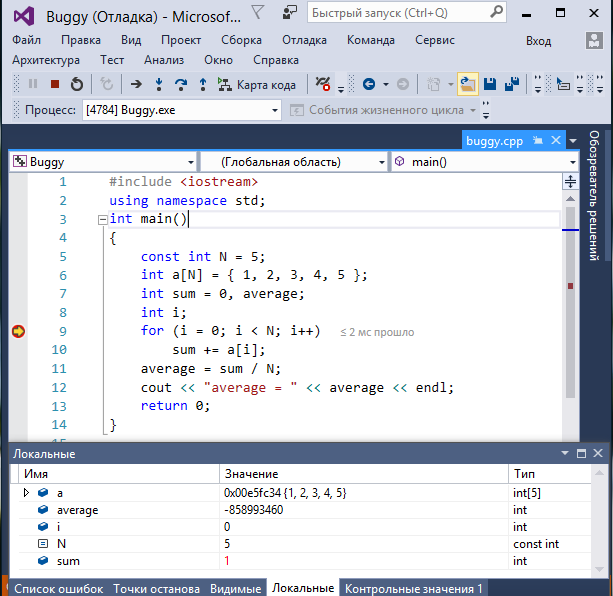 Buggy (Отладка) - Microsof...
Быстрый запуск (Ctrl+Q)
Файл Правка Вид Проект Сборка Отладка Команда Сервис Вход
Архитектура Тест Анализ Окно Справка
Карта кода
Процесс: [4784] Buggy.exe События жизненного цикла
buggy.cpp
Обозреватель решений
Buggy (Глобальная область) main()
1 #include <iostream>
2 using namespace std;
3 int main()
4 {
5 const int N = 5;
6 int a[N] = { 1, 2, 3, 4, 5 };
7 int sum = 0, average;
8 int i;
9 for (i = 0; i < N; i++) ≤ 2 мс прошло
10 sum += a[i];
11 average = sum / N;
12 cout << "average = " << average << endl;
13 return 0;
14 }
Локальные
Имя Значение Тип
a 0x00e5fc34 {1, 2, 3, 4, 5} int[5]
average -858993460 int
i 0 int
N 5 const int
sum 1 int
Список ошибок Точки останова Видимые Локальные Контрольные значения 1